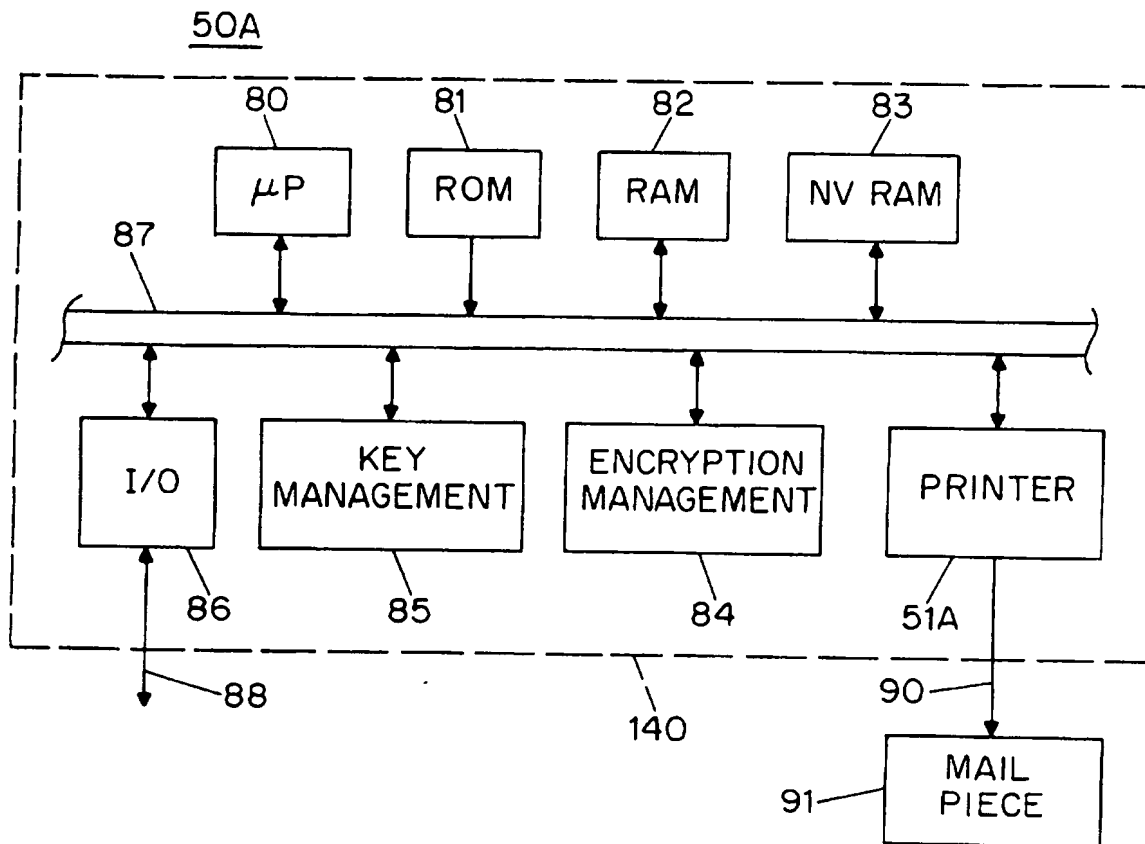 50A
80
81
82
83
μP
ROM
RAM
NV RAM
87
I/O
KEY
MANAGEMENT
ENCRYPTION
MANAGEMENT
PRINTER
86
85
84
51A
88
140
90
91
MAIL
PIECE